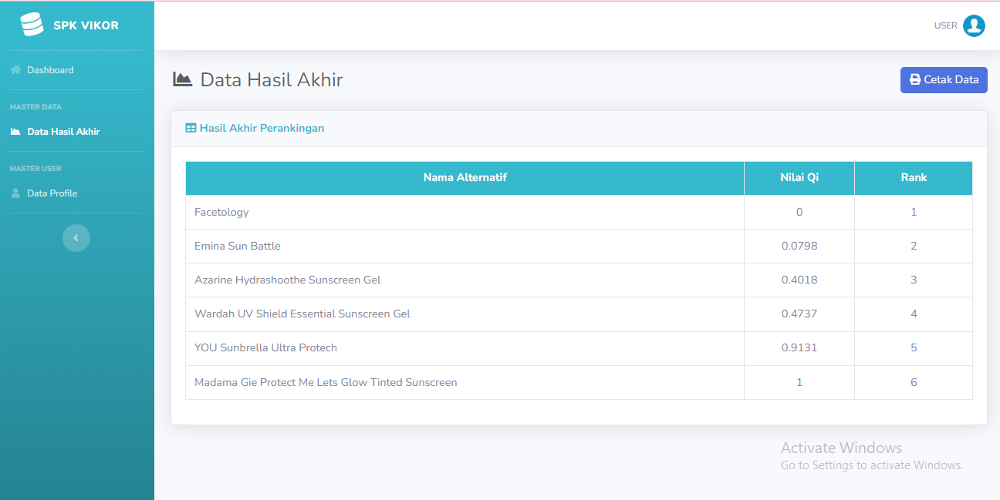 SPK VIKOR
USER
Dashboard
MASTER DATA
Data Hasil Akhir
MASTER USER
Data Profile
Data Hasil Akhir
Cetak Data
Hasil Akhir Perankingan
Nama Alternatif Nilai Qi Rank
Facetology 0 1
Emina Sun Battle 0.0798 2
Azarine Hydrashoothe Sunscreen Gel 0.4018 3
Wardah UV Shield Essential Sunscreen Gel 0.4737 4
YOU Sunbrella Ultra Protech 0.9131 5
Madama Gie Protect Me Lets Glow Tinted Sunscreen 1 6
Activate Windows
Go to Settings to activate Windows.